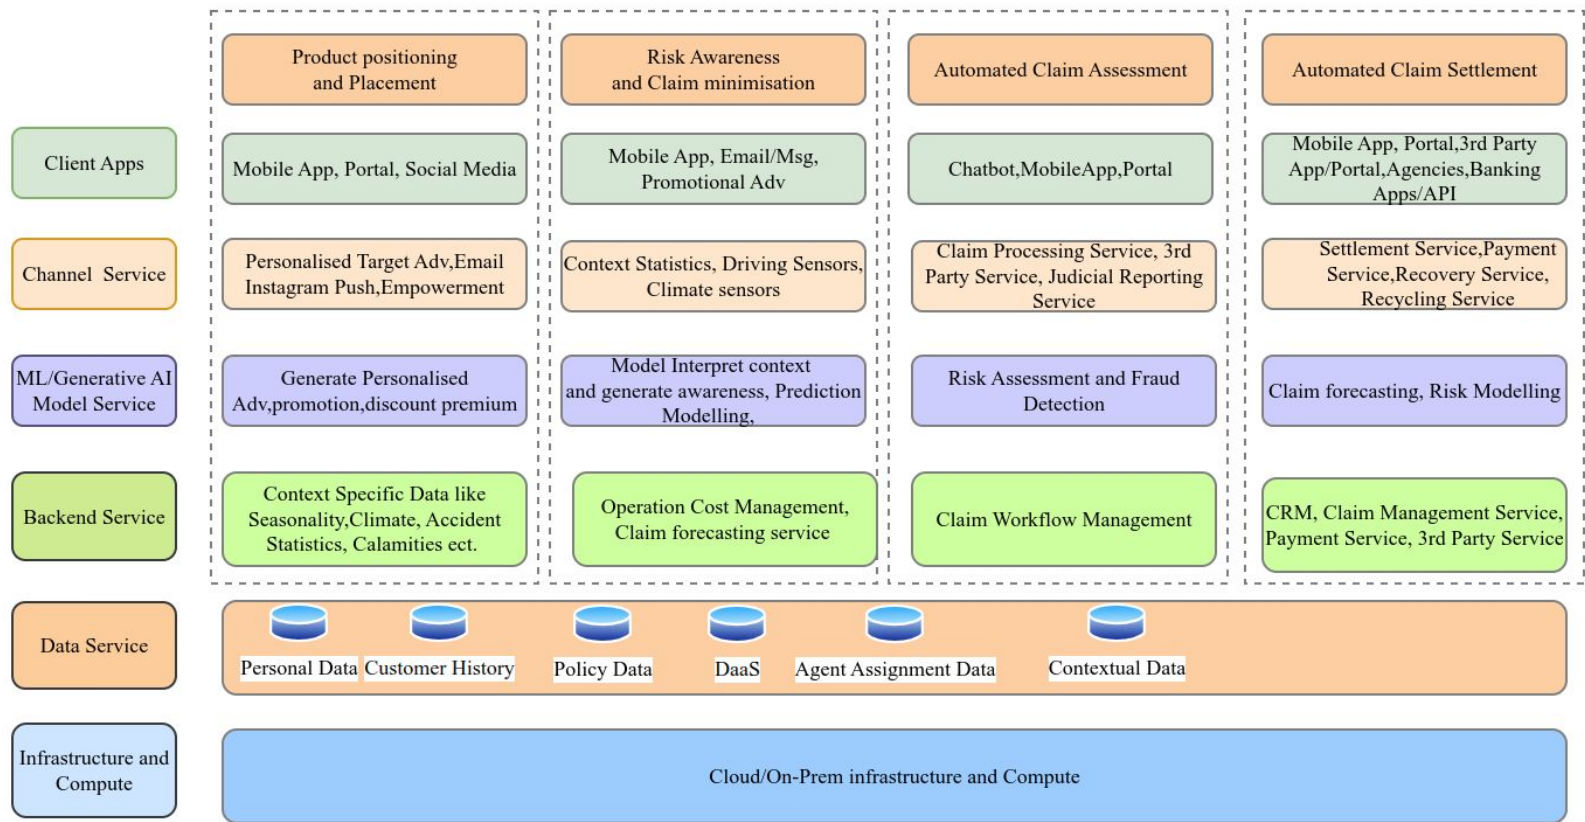 Product positioning
and Placement
Risk Awareness
and Claim minimisation
Automated Claim Assessment
Automated Claim Settlement
Client Apps
Mobile App, Portal, Social Media
Mobile App, Email/Msg,
Promotional Adv
Chatbot,MobileApp,Portal
Mobile App, Portal,3rd Party
App/Portal,Agencies,Banking
Apps/API
Channel Service
Personalised Target Adv,Email
Instagram Push,Empowerment
Context Statistics, Driving Sensors,
Climate sensors
Claim Processing Service, 3rd
Party Service, Judicial Reporting
Service
Settlement Service,Payment
Service,Recovery Service,
Recycling Service
ML/Generative AI
Model Service
Generate Personalised
Adv,promotion,discount premium
Model Interpret context
and generate awareness, Prediction
Modelling,
Risk Assessment and Fraud
Detection
Claim forecasting, Risk Modelling
Backend Service
Context Specific Data like
Seasonality,Climate, Accident
Statistics, Calamities ect.
Operation Cost Management,
Claim forecasting service
Claim Workflow Management
CRM, Claim Management Service,
Payment Service, 3rd Party Service
Data Service
Personal Data
Customer History
Policy Data
DaaS
Agent Assignment Data
Contextual Data
Infrastructure and
Compute
Cloud/On-Prem infrastructure and Compute